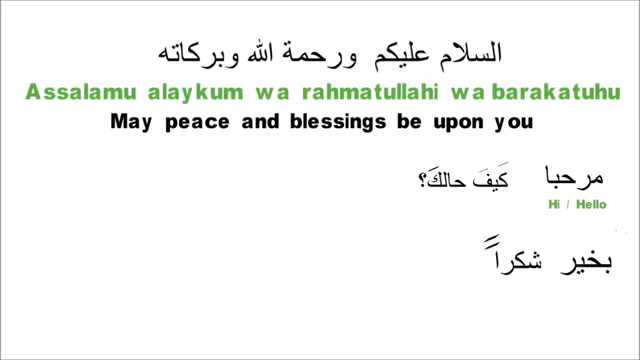 السلام عليكم ورحمة الله وبركاته
Assalamu alaykum wa rahmatullahi wa barakatuhu
May peace and blessings be upon you
مرحبا كَيفَ حالكَ؟
Hi / Hello
بخير شكراً